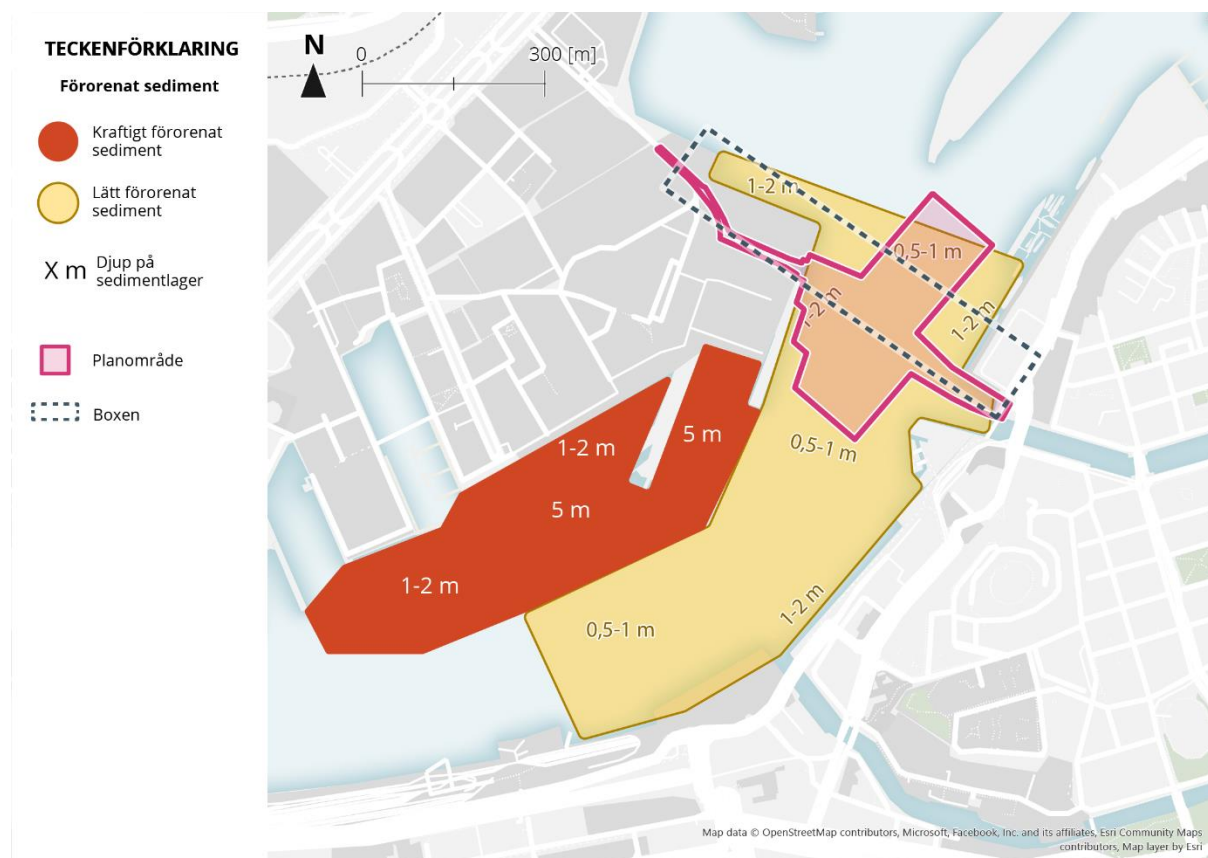 TECKENFÖRKLARING
Förorenat sediment
Kraftigt förorenat
sediment
Lätt förorenat
sediment
X m
Djup på
sedimentlager
Planområde
Boxen
N
0
300 [m]
1-2 m
0,5-1 m
1-2 m
1-2 m
0,5-1 m
1-2 m
5 m
5 m
1-2 m
0,5-1 m
1-2 m
Map data © OpenStreetMap contributors, Microsoft, Facebook, Inc. and its affiliates, Esri Community Maps
contributors, Map layer by Esri